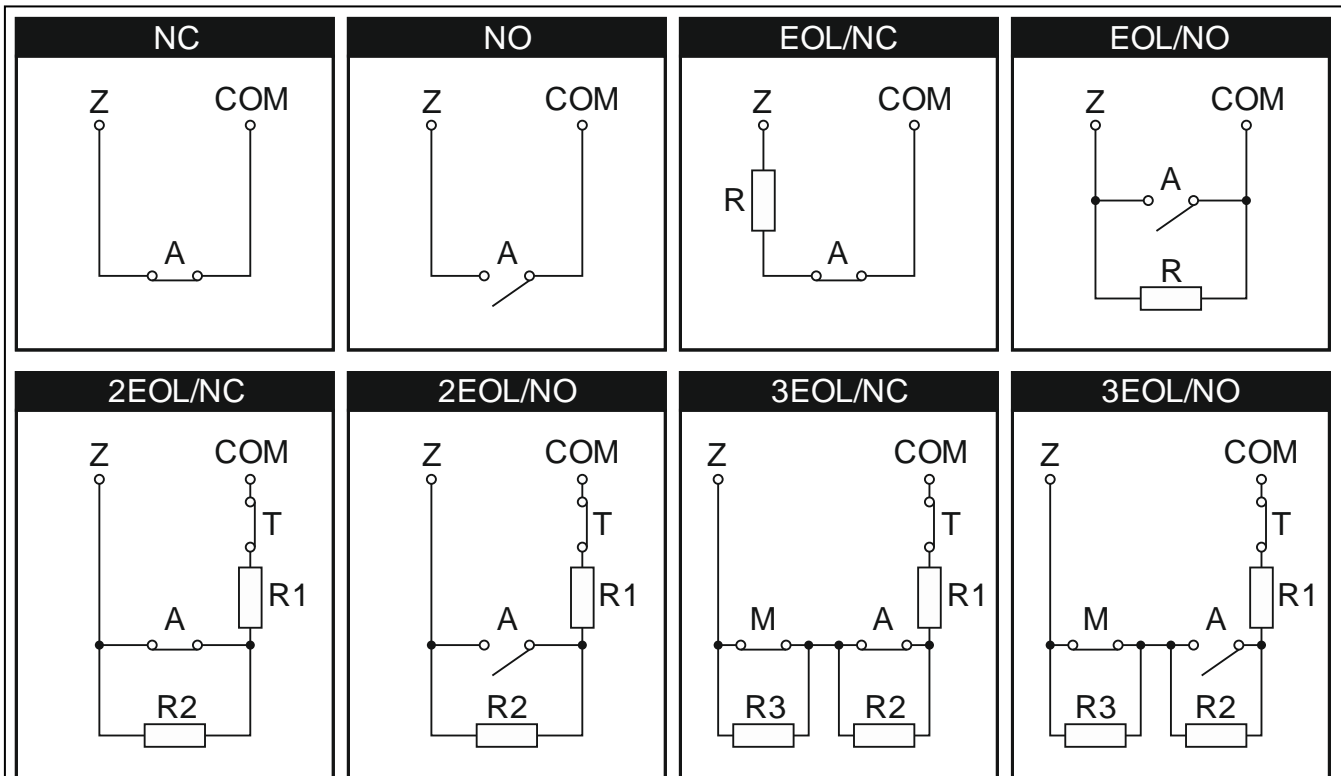 NC NO EOL/NC EOL/NO
Z COM Z COM Z COM Z COM
A
R
A A A
R
2EOL/NC 2EOL/NO 3EOL/NC 3EOL/NO
Z COM Z COM Z COM Z COM
T T T T
R1 R1 R1 R1
A A M A M A
R2 R2 R3 R2 R3 R2